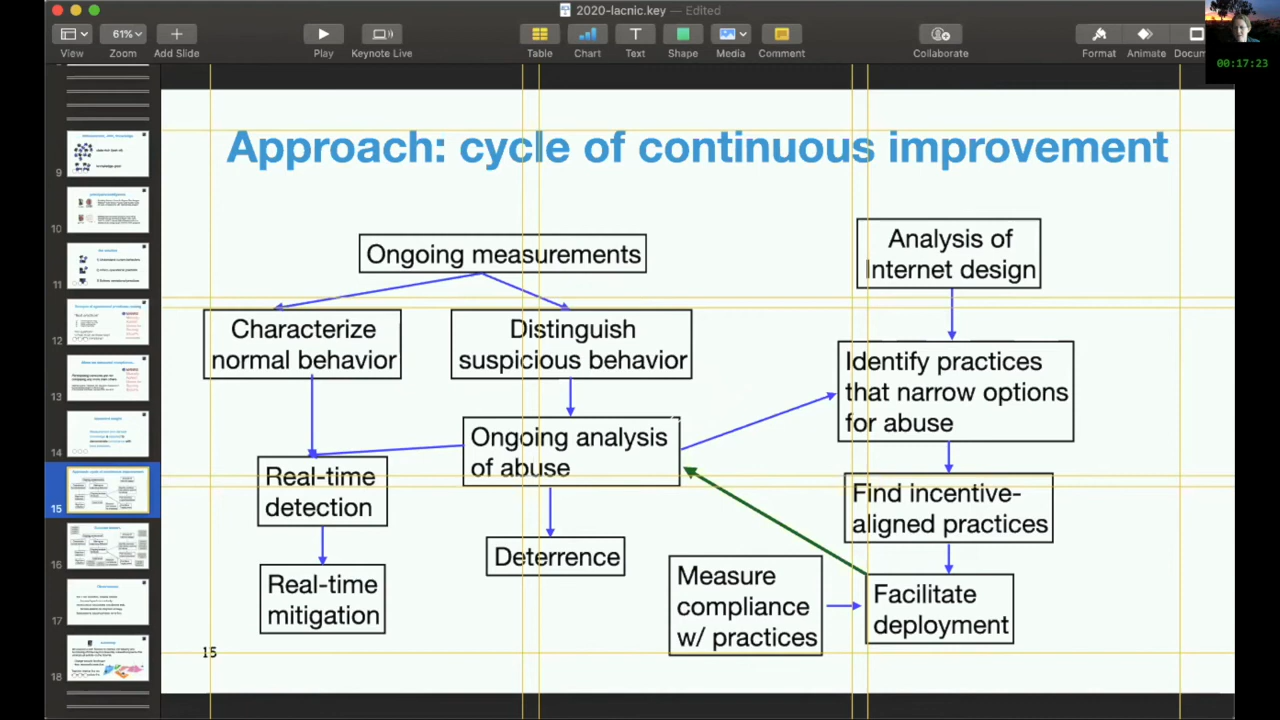 2020-lacnic.key — Edited
61%
View
Zoom
Add Slide
Play
Keynote Live
Table
Chart
Text
Shape
Media
Comment
Collaborate
Format
Animate
Docum
00:17:23
9
10
11
12
13
14
15
16
17
18
Approach: cycle of continuous improvement
Ongoing measurements
Characterize
normal behavior
Distinguish
suspicious behavior
Ongoing analysis
of abuse
Real-time
detection
Real-time
mitigation
Deterrence
Analysis of
Internet design
Identify practices
that narrow options
for abuse
Find incentive-
aligned practices
Measure
compliance
w/ practices
Facilitate
deployment
15